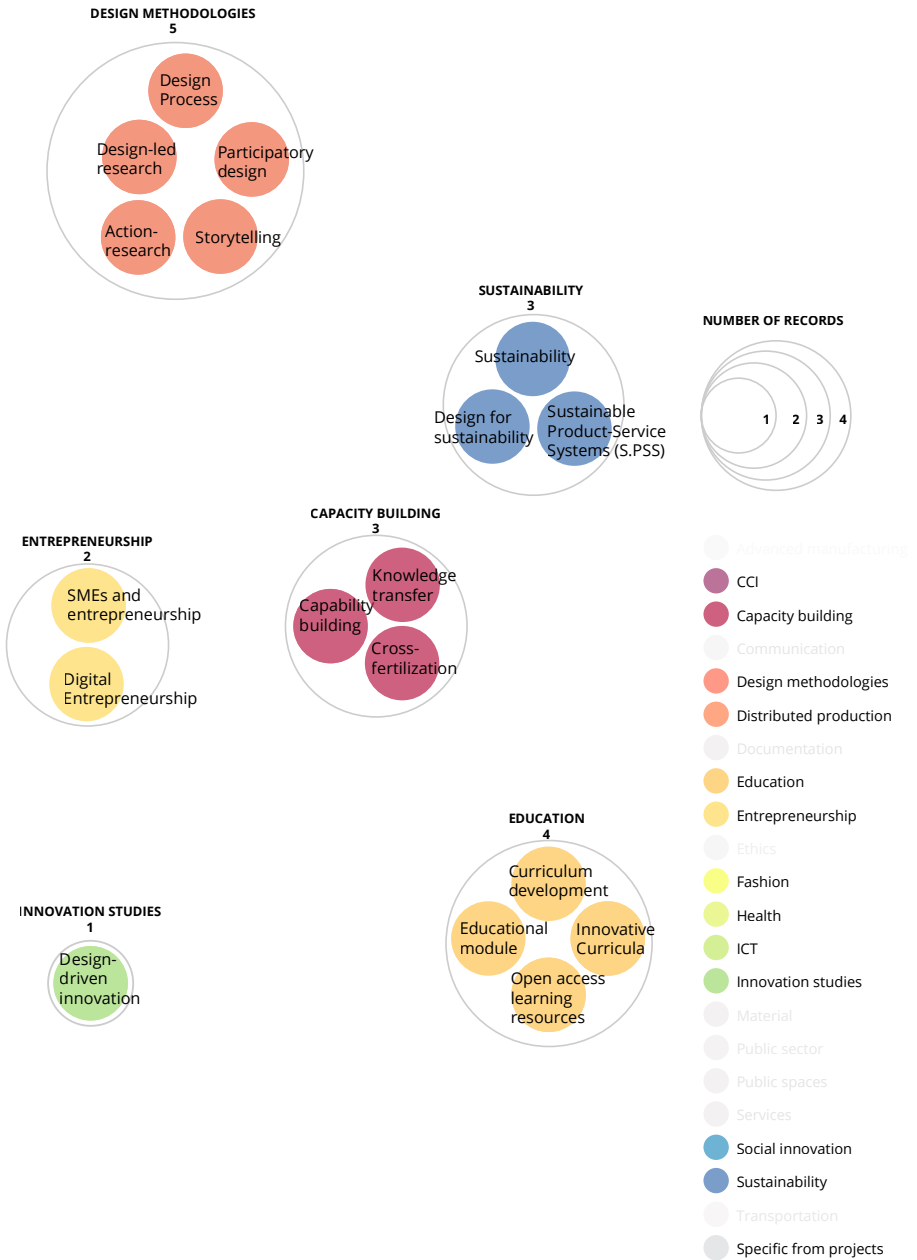 DESIGN METHODOLOGIES
5
Design
Process
Design-led
research
Participatory
design
Action-
research
Storytelling
SUSTAINABILITY
3
Sustainability
Design for
sustainability
Sustainable
Product-Service
Systems (S.PSS)
NUMBER OF RECORDS
1 2 3 4
ENTREPRENEURSHIP
2
SMEs and
entrepreneurship
Digital
Entrepreneurship
CAPACITY BUILDING
3
Knowledge
transfer
Capability
building
Cross-
fertilization
EDUCATION
4
Curriculum
development
Educational
module
Innovative
Curricula
Open access
learning
resources
INNOVATION STUDIES
1
Design-
driven
innovation
Advanced manufacturing
CCI
Capacity building
Communication
Design methodologies
Distributed production
Documentation
Education
Entrepreneurship
Ethics
Fashion
Health
ICT
Innovation studies
Material
Public sector
Public spaces
Services
Social innovation
Sustainability
Transportation
Specific from projects